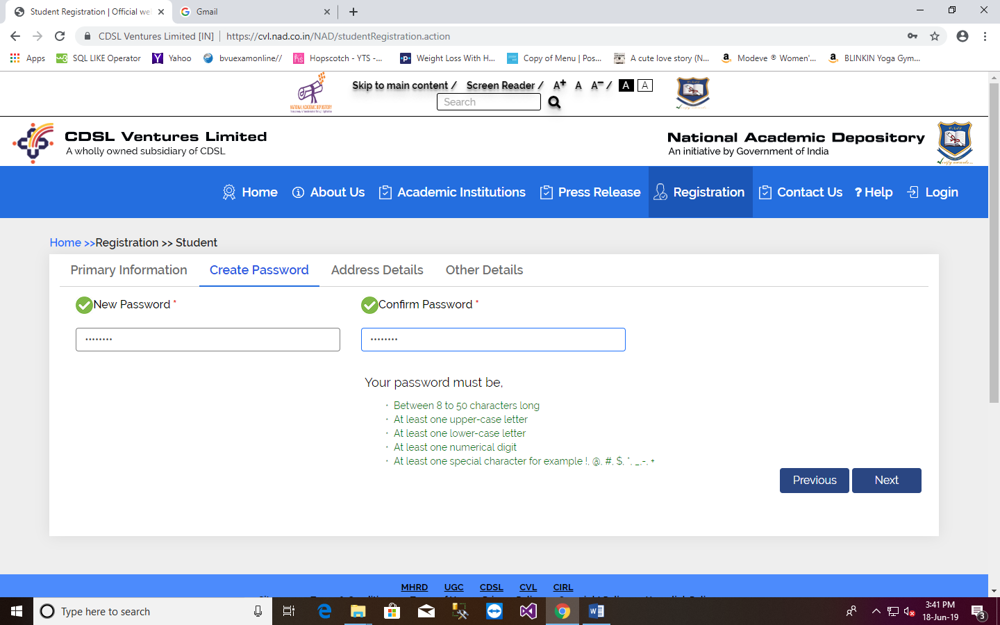 Student Registration | Official we
Gmail
CDSL Ventures Limited [IN] | https://cvl.nad.co.in/NAD/studentRegistration.action
Apps
SQL LIKE Operator
Yahoo
bvuexamonline//
Hopscotch - YTS -...
Weight Loss With H...
Copy of Menu | Pos...
A cute love story (N...
Modeve ® Women'...
BLINKIN Yoga Gym...
Skip to main content / Screen Reader / A+ A A- / A A
NATIONAL ACADEMIC DEPOSITORY
Search
CDSL Ventures Limited
A wholly owned subsidiary of CDSL
National Academic Depository
An initiative by Government of India
Home
About Us
Academic Institutions
Press Release
Registration
Contact Us
? Help
Login
Home >>Registration >> Student
Primary Information
Create Password
Address Details
Other Details
New Password *
Confirm Password *
••••••••
••••••••
Your password must be,
• Between 8 to 50 characters long
• At least one upper-case letter
• At least one lower-case letter
• At least one numerical digit
• At least one special character for example !, @, #, $, *, _,-, +
Previous
Next
MHRD UGC CDSL CVL CIRL
Type here to search
3:41 PM
18-Jun-19
3